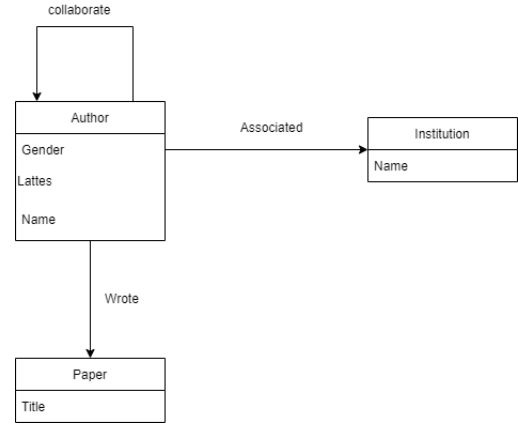 collaborate
Author
Gender
Lattes
Name
Associated
Institution
Name
Wrote
Paper
Title